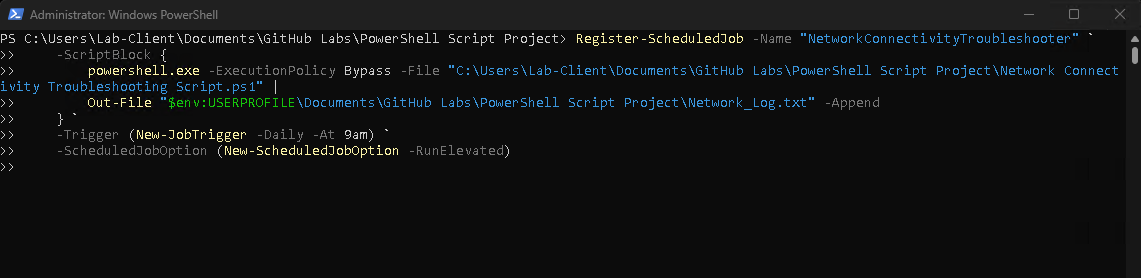 Administrator: Windows PowerShell
PS C:\Users\Lab-Client\Documents\GitHub Labs\PowerShell Script Project> Register-ScheduledJob -Name "NetworkConnectivityTroubleshooter" `
>>     -ScriptBlock {
>>         powershell.exe -ExecutionPolicy Bypass -File "C:\Users\Lab-Client\Documents\GitHub Labs\PowerShell Script Project\Network Connect
ivity Troubleshooting Script.ps1" |
>>         Out-File "$env:USERPROFILE\Documents\GitHub Labs\PowerShell Script Project\Network_Log.txt" -Append
>>     } `
>>     -Trigger (New-JobTrigger -Daily -At 9am) `
>>     -ScheduledJobOption (New-ScheduledJobOption -RunElevated)
>>